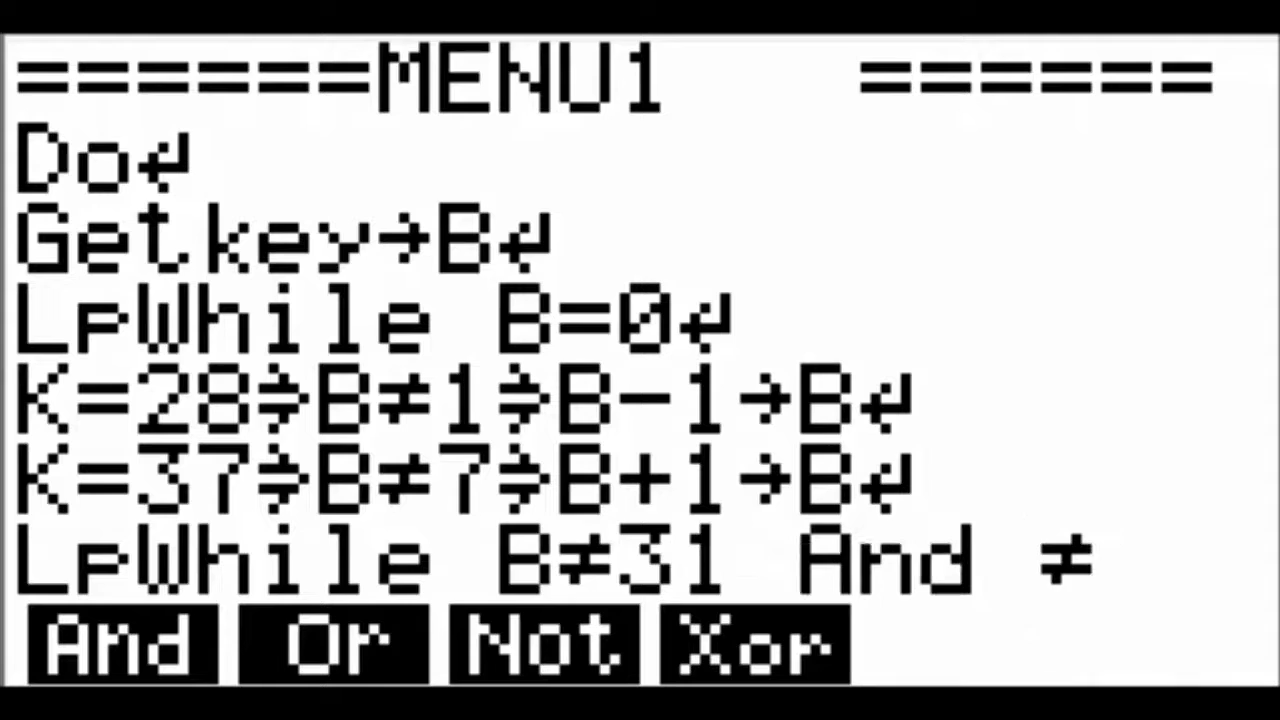 ======MENU1   ======
Do↵
Getkey→B↵
LpWhile B=0↵
K=28⇒B≠1⇒B-1→B↵
K=37⇒B≠7⇒B+1→B↵
LpWhile B≠31 And ≠
And Or Not Xor